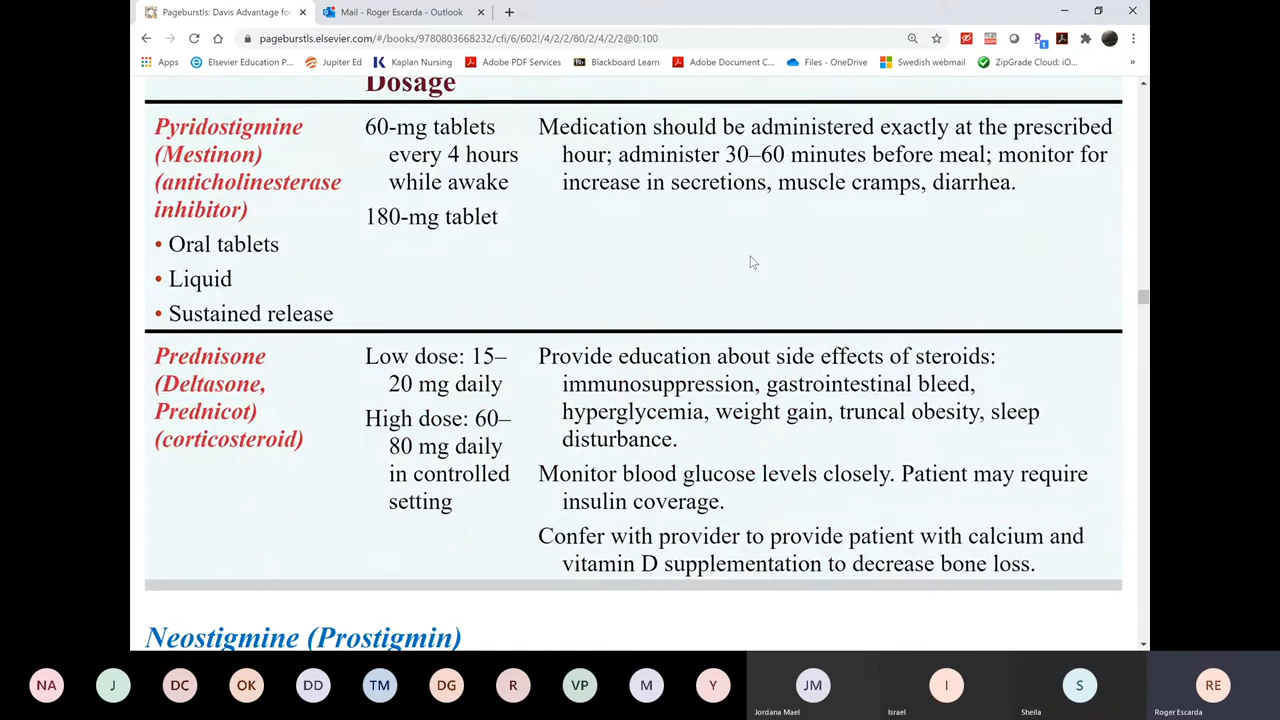 Pageburstls: Davis Advantage for
Mail - Roger Escarda - Outlook
pageburstls.elsevier.com/#/books/9780803668232/cfi/6/602!/4/2/2/80/2/4/2/2@0:100
Apps
Elsevier Education P...
Jupiter Ed
Kaplan Nursing
Adobe PDF Services
Bb
Blackboard Learn
Adobe Document C...
Files - OneDrive
Swedish webmail
ZipGrade Cloud: iO...
»
Dosage
Pyridostigmine
(Mestinon)
(anticholinesterase
inhibitor)
• Oral tablets
• Liquid
• Sustained release
60-mg tablets
every 4 hours
while awake
180-mg tablet
Medication should be administered exactly at the prescribed
hour; administer 30–60 minutes before meal; monitor for
increase in secretions, muscle cramps, diarrhea.
Prednisone
(Deltasone,
Prednicot)
(corticosteroid)
Low dose: 15–
20 mg daily
High dose: 60–
80 mg daily
in controlled
setting
Provide education about side effects of steroids:
immunosuppression, gastrointestinal bleed,
hyperglycemia, weight gain, truncal obesity, sleep
disturbance.
Monitor blood glucose levels closely. Patient may require
insulin coverage.
Confer with provider to provide patient with calcium and
vitamin D supplementation to decrease bone loss.
Neostigmine (Prostigmin)
NA
J
DC
OK
DD
TM
DG
R
VP
M
Y
JM
Jordana Mael
I
Israel
S
Sheila
RE
Roger Escarda